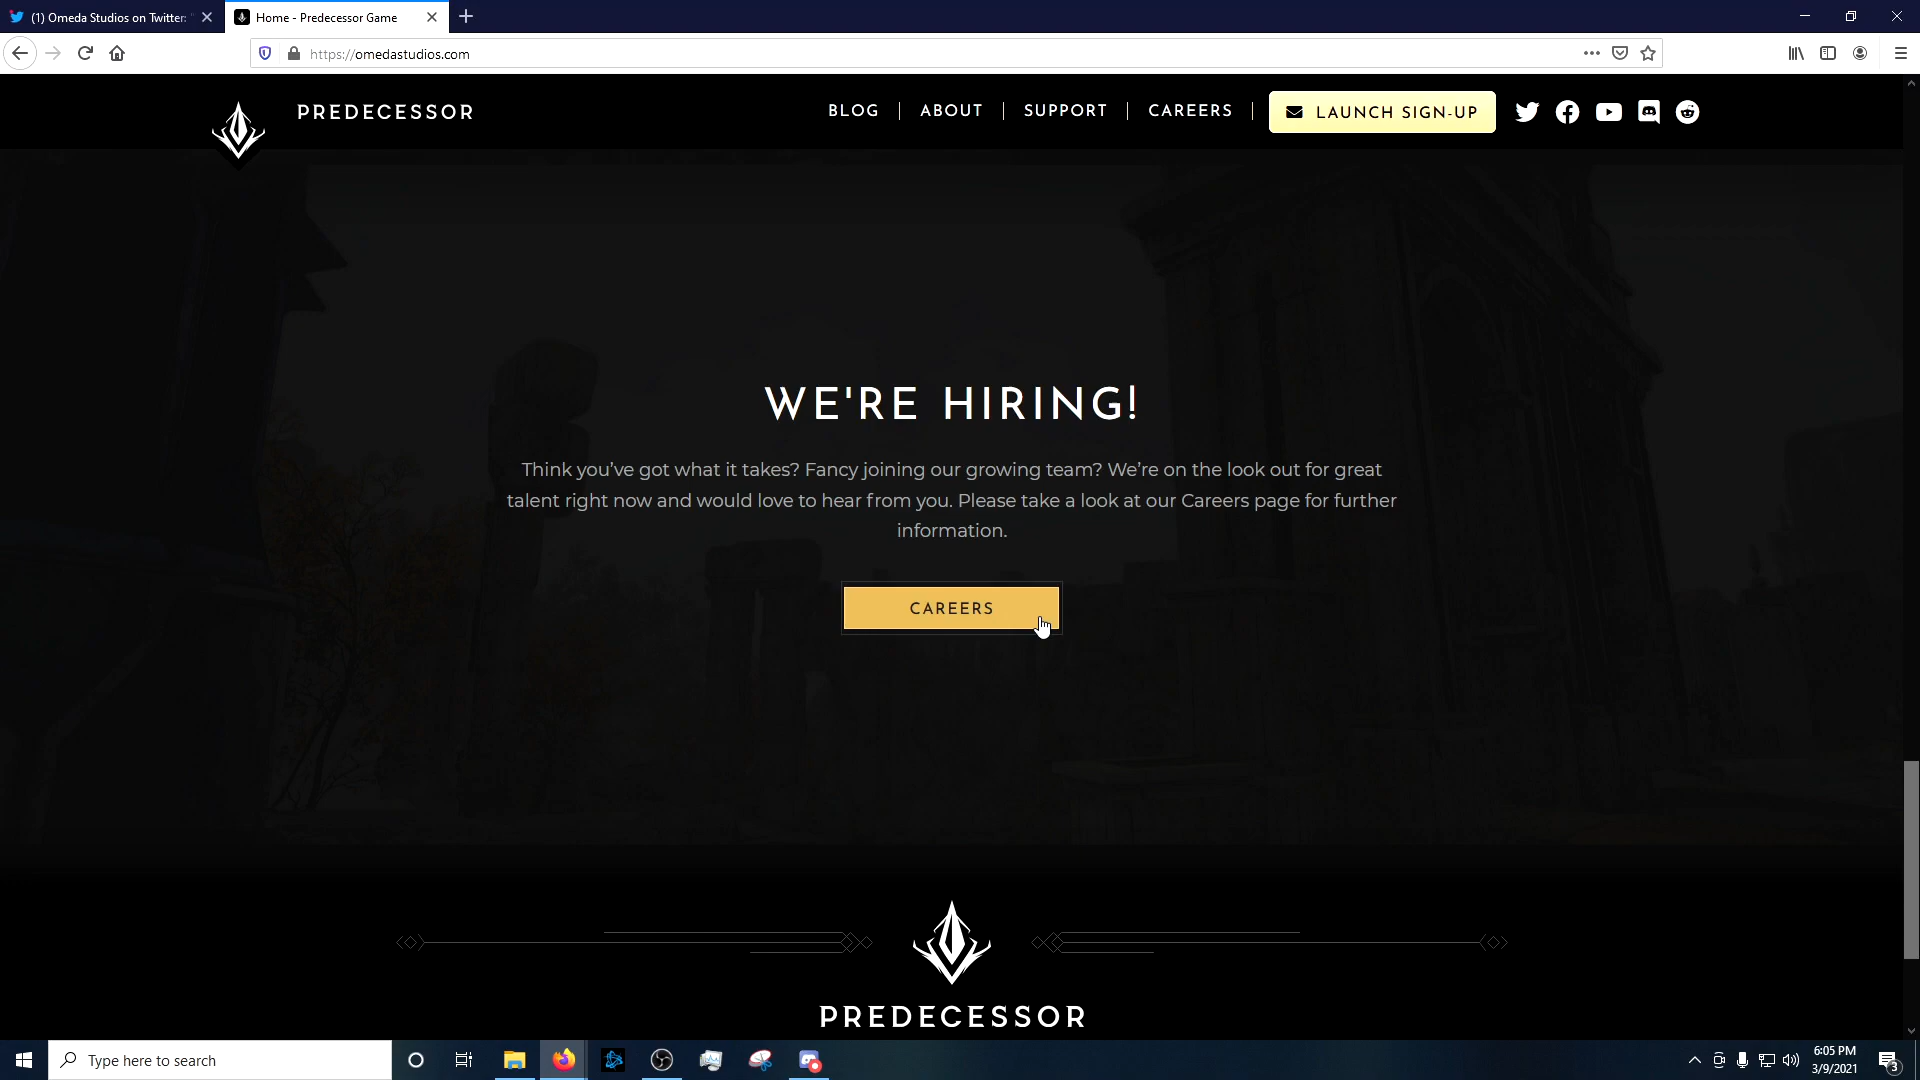 (1) Omeda Studios on Twitter: "
Home - Predecessor Game
https://omedastudios.com
PREDECESSOR
BLOG
ABOUT
SUPPORT
CAREERS
LAUNCH SIGN-UP
WE'RE HIRING!
Think you've got what it takes? Fancy joining our growing team? We're on the look out for great
talent right now and would love to hear from you. Please take a look at our Careers page for further
information.
CAREERS
PREDECESSOR
Type here to search
6:05 PM
3/9/2021
3